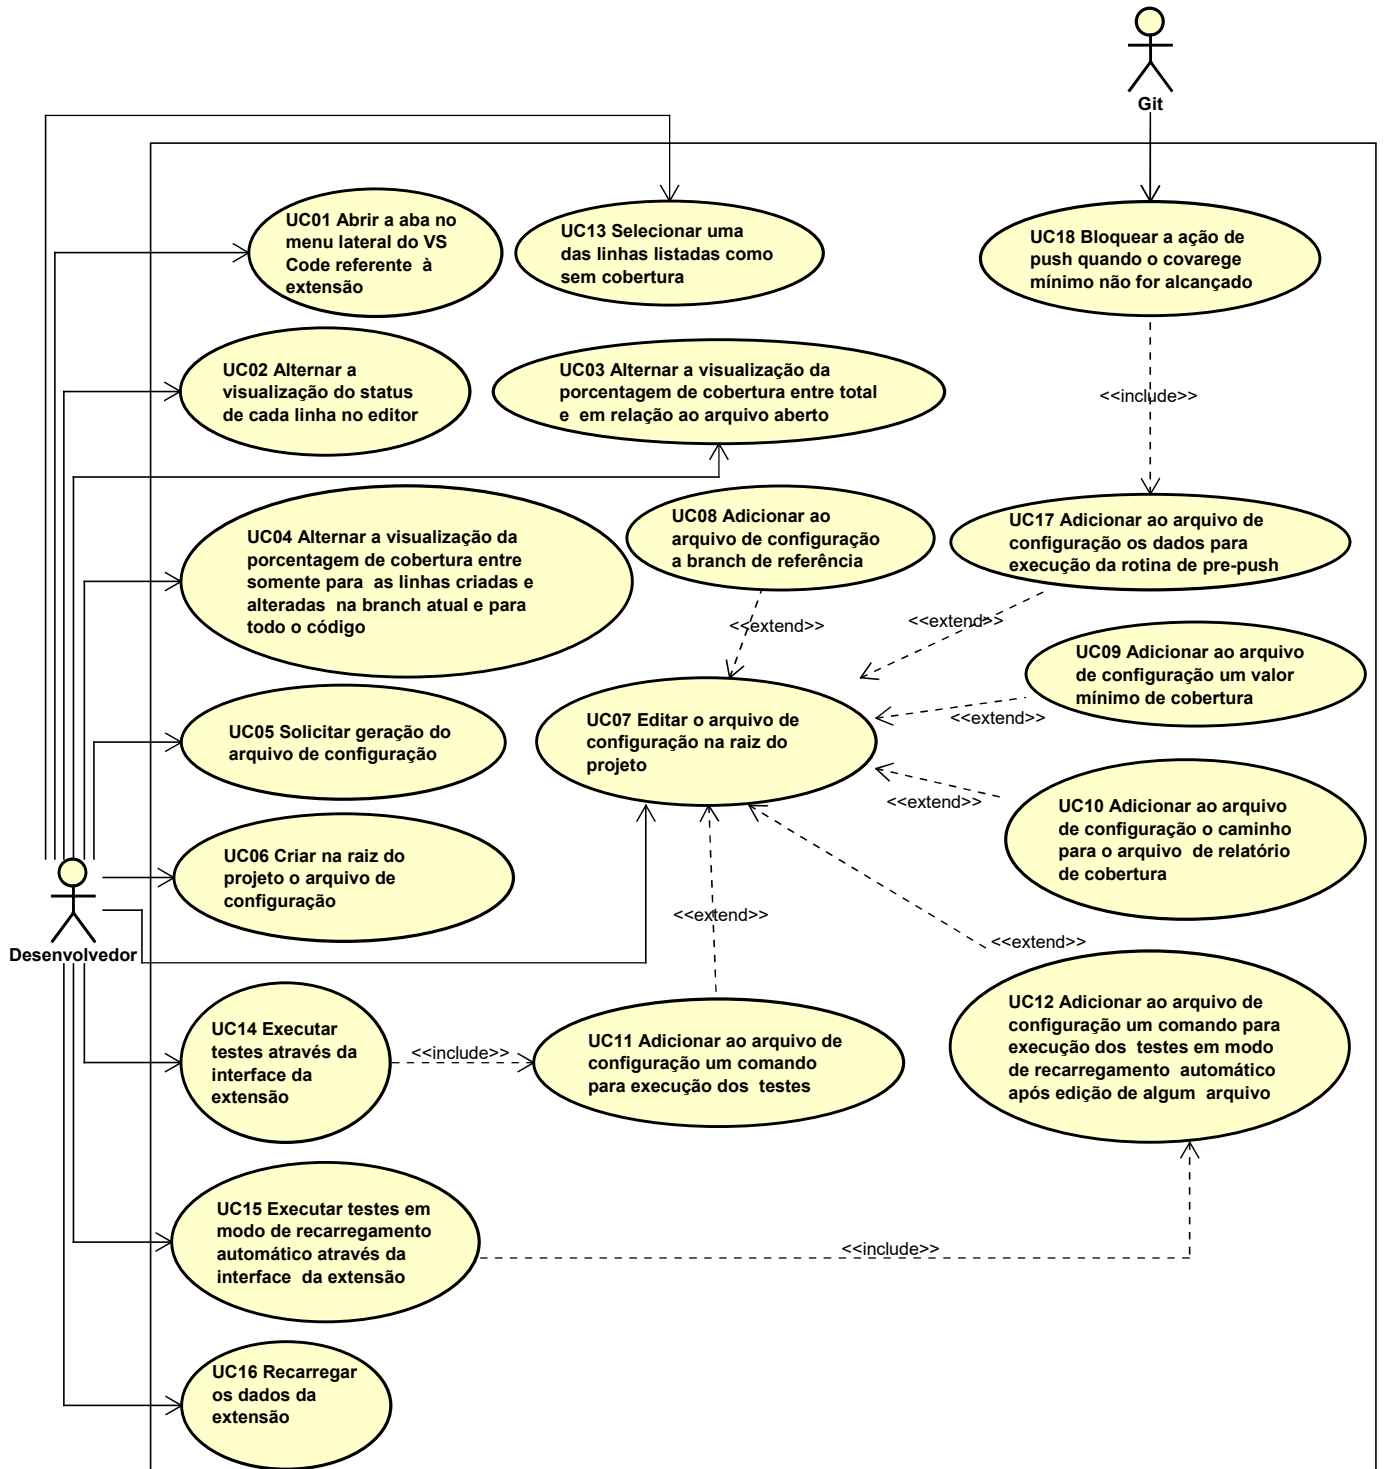 Git
UC01 Abrir a aba no
menu lateral do VS
Code referente à
extensão
UC13 Selecionar uma
das linhas listadas como
sem cobertura
UC18 Bloquear a ação de
push quando o covarege
mínimo não for alcançado
UC02 Alternar a
visualização do status
de cada linha no editor
UC03 Alternar a visualização da
porcentagem de cobertura entre total
e em relação ao arquivo aberto
<<include>>
UC04 Alternar a visualização da
porcentagem de cobertura entre
somente para as linhas criadas e
alteradas na branch atual e para
todo o código
UC08 Adicionar ao
arquivo de configuração
a branch de referência
UC17 Adicionar ao arquivo de
configuração os dados para
execução da rotina de pre-push
<<extend>>
<<extend>>
UC09 Adicionar ao arquivo
de configuração um valor
mínimo de cobertura
<<extend>>
UC05 Solicitar geração do
arquivo de configuração
UC07 Editar o arquivo de
configuração na raiz do
projeto
<<extend>>
UC10 Adicionar ao arquivo
de configuração o caminho
para o arquivo de relatório
de cobertura
UC06 Criar na raiz do
projeto o arquivo de
configuração
<<extend>>
<<extend>>
Desenvolvedor
UC14 Executar
testes através da
interface da
extensão
<<include>>
UC11 Adicionar ao arquivo de
configuração um comando
para execução dos testes
UC12 Adicionar ao arquivo de
configuração um comando para
execução dos testes em modo
de recarregamento automático
após edição de algum arquivo
UC15 Executar testes em
modo de recarregamento
automático através da
interface da extensão
<<include>>
UC16 Recarregar
os dados da
extensão